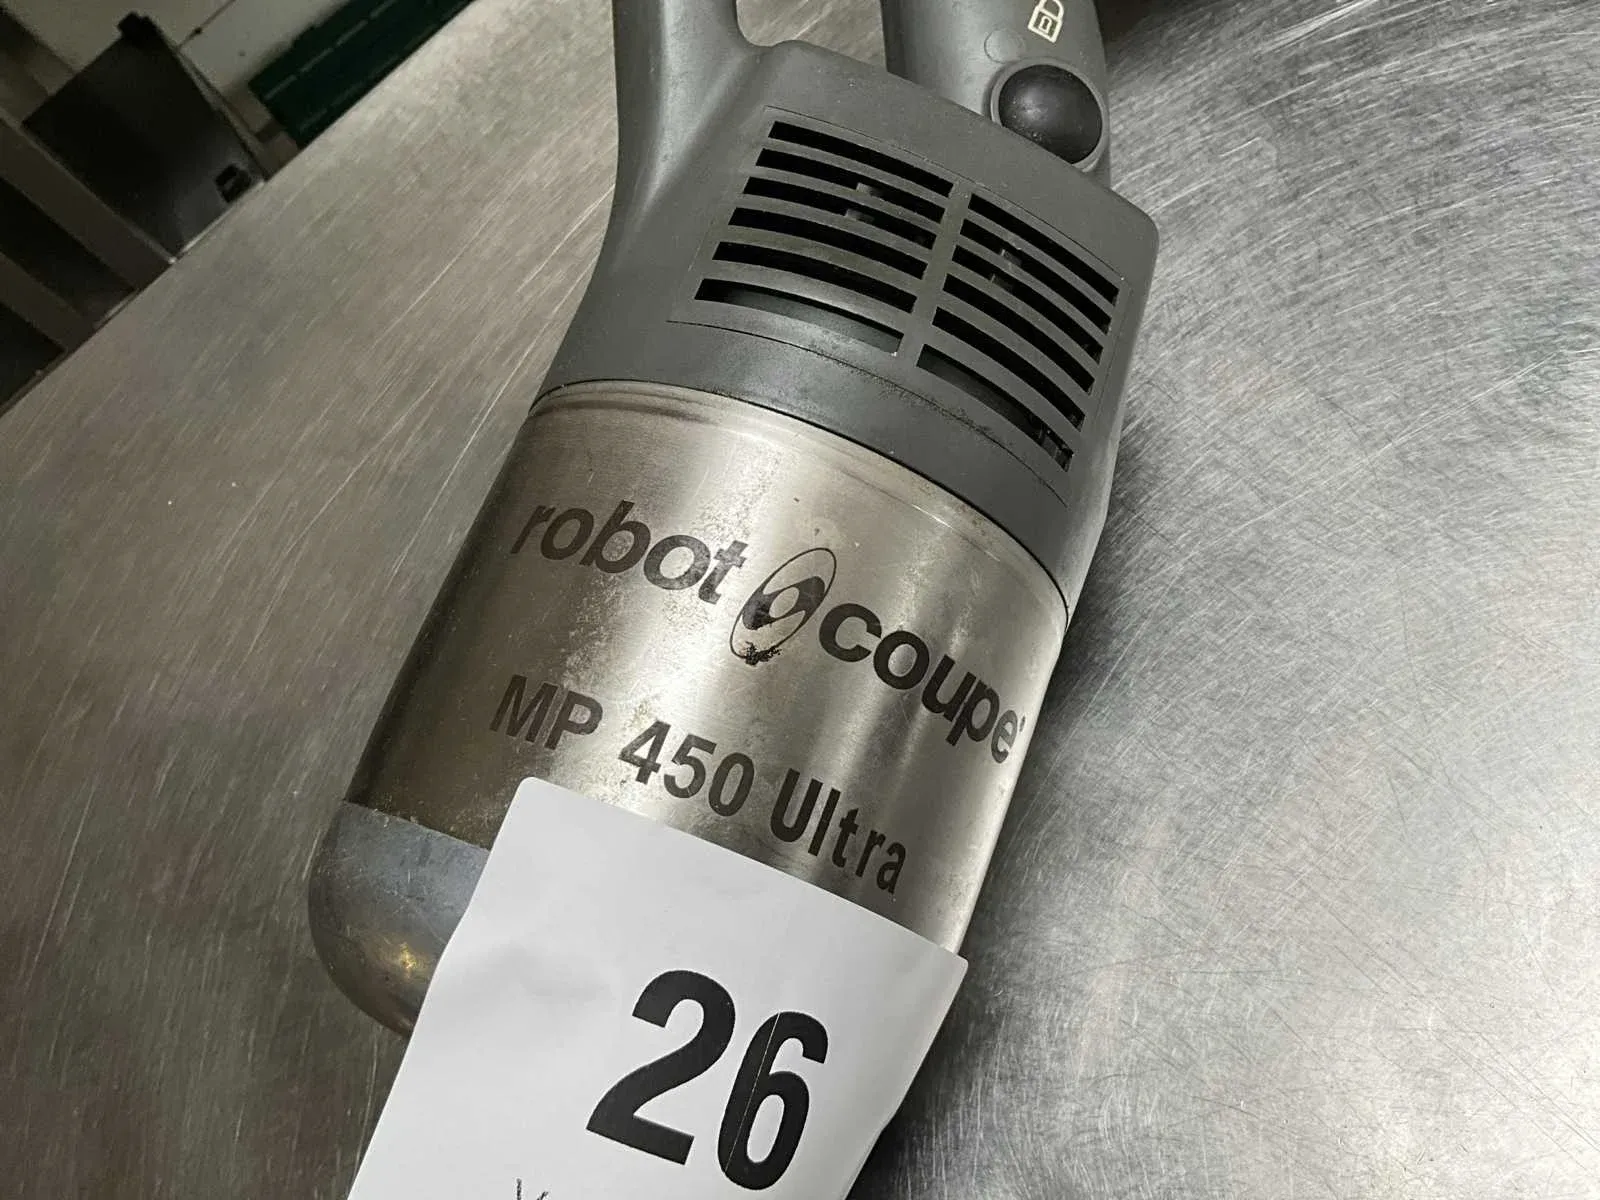 robot coupe®
MP 450 Ultra
26